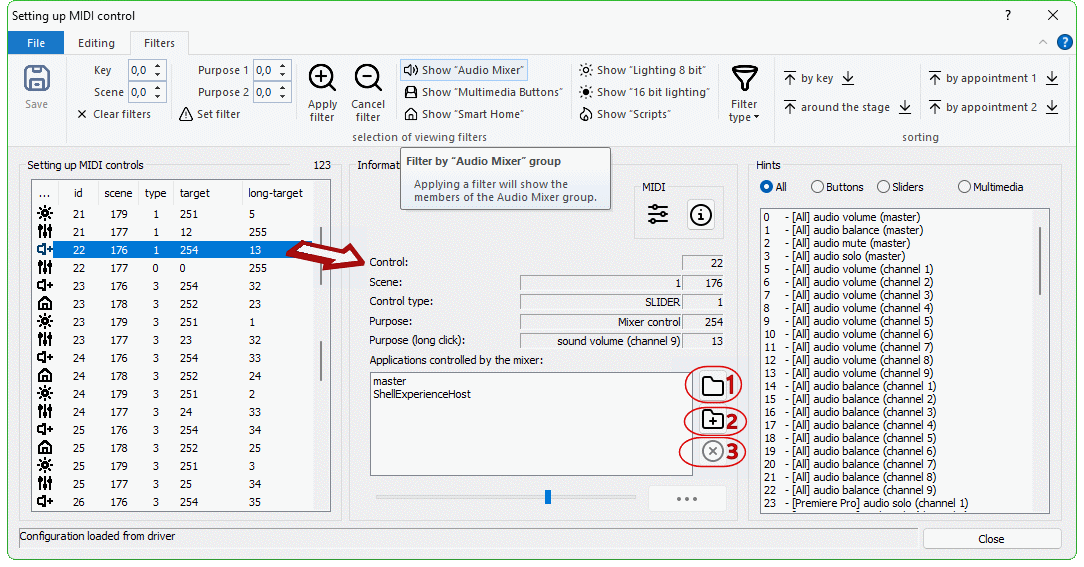 Setting up MIDI control
?
File Editing Filters
?
Save
Key 0,0
Scene 0,0
Clear filters
Purpose 1 0,0
Purpose 2 0,0
Set filter
Apply filter
Cancel filter
Show "Audio Mixer"
Show "Multimedia Buttons"
Show "Smart Home"
Show "Lighting 8 bit"
Show "16 bit lighting"
Show "Scripts"
Filter type
selection of viewing filters
by key
around the stage
by appointment 1
by appointment 2
sorting
Filter by "Audio Mixer" group
Applying a filter will show the
members of the Audio Mixer group.
Setting up MIDI controls 123
... id scene type target long-target
21 179 1 251 5
21 177 1 12 255
22 176 1 254 13
22 177 0 0 255
23 176 3 254 32
23 178 3 252 23
23 179 3 251 1
23 177 3 23 32
24 176 3 254 33
24 178 3 252 24
24 179 3 251 2
24 177 3 24 33
25 176 3 254 34
25 178 3 252 25
25 179 3 251 3
25 177 3 25 34
26 176 3 254 35
Informat
MIDI
Control: 22
Scene: 1 176
Control type: SLIDER 1
Purpose: Mixer control 254
Purpose (long click): sound volume (channel 9) 13
Applications controlled by the mixer:
master
ShellExperienceHost
1
2
3
...
Hints
All Buttons Sliders Multimedia
0 - [All] audio volume (master)
1 - [All] audio balance (master)
2 - [All] audio mute (master)
3 - [All] audio solo (master)
5 - [All] audio volume (channel 1)
6 - [All] audio volume (channel 2)
7 - [All] audio volume (channel 3)
8 - [All] audio volume (channel 4)
9 - [All] audio volume (channel 5)
10 - [All] audio volume (channel 6)
11 - [All] audio volume (channel 7)
12 - [All] audio volume (channel 8)
13 - [All] audio volume (channel 9)
14 - [All] audio balance (channel 1)
15 - [All] audio balance (channel 2)
16 - [All] audio balance (channel 3)
17 - [All] audio balance (channel 4)
18 - [All] audio balance (channel 5)
19 - [All] audio balance (channel 6)
20 - [All] audio balance (channel 7)
21 - [All] audio balance (channel 8)
22 - [All] audio balance (channel 9)
23 - [Premiere Pro] audio solo (channel 1)
Configuration loaded from driver
Close